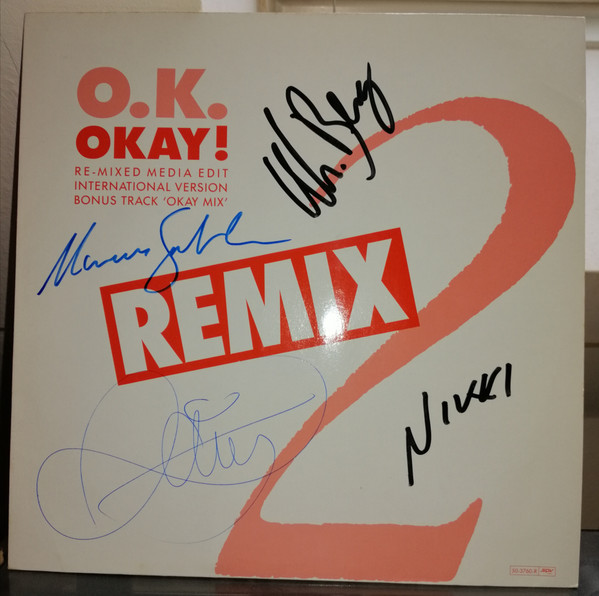 O.K.
OKAY!
RE-MIXED MEDIA EDIT
INTERNATIONAL VERSION
BONUS TRACK 'OKAY MIX'
REMIX
2
NIKKI